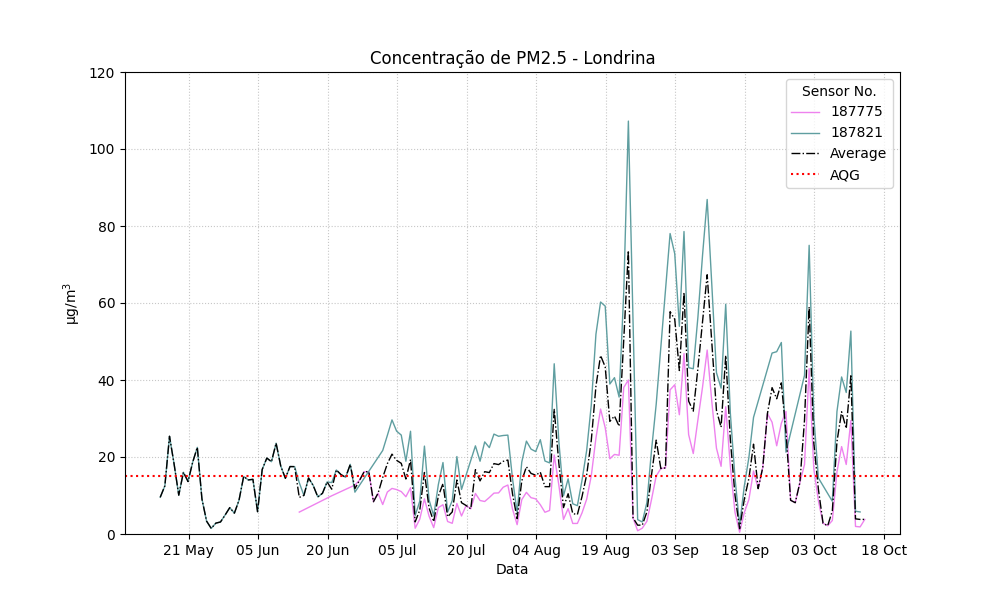 Concentração de PM2.5 - Londrina
120
100
80
60
40
20
0
µg/m³
Sensor No.
187775
187821
Average
AQG
21 May
05 Jun
20 Jun
05 Jul
20 Jul
04 Aug
19 Aug
03 Sep
18 Sep
03 Oct
18 Oct
Data